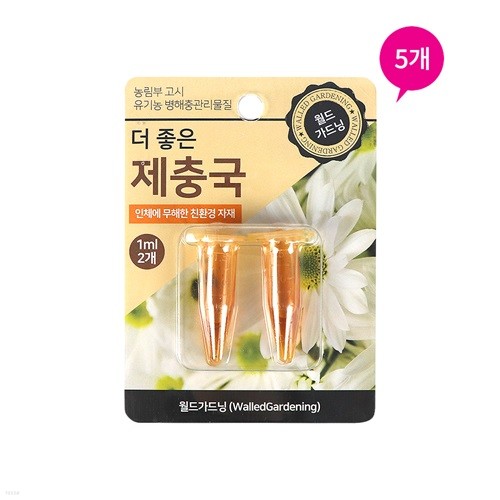 5개
농림부 고시
유기농 병해충관리물질
WALLED GARDENING
월드
가드닝
WALLED GARDENING
더 좋은
제충국
인체에 무해한 친환경 자재
1ml
2개
월드가드닝 (WalledGardening)